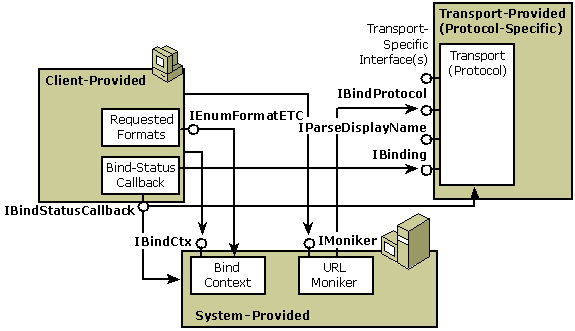 Transport-
Specific
Interface(s)
Transport-Provided
(Protocol-Specific)
Transport
(Protocol)
Client-Provided
Requested
Formats
IEnumFormatETC
IBindProtocol
IParseDisplayName
IBinding
Bind-Status
Callback
IBindStatusCallback
IBindCtx
IMoniker
Bind
Context
URL
Moniker
System-Provided